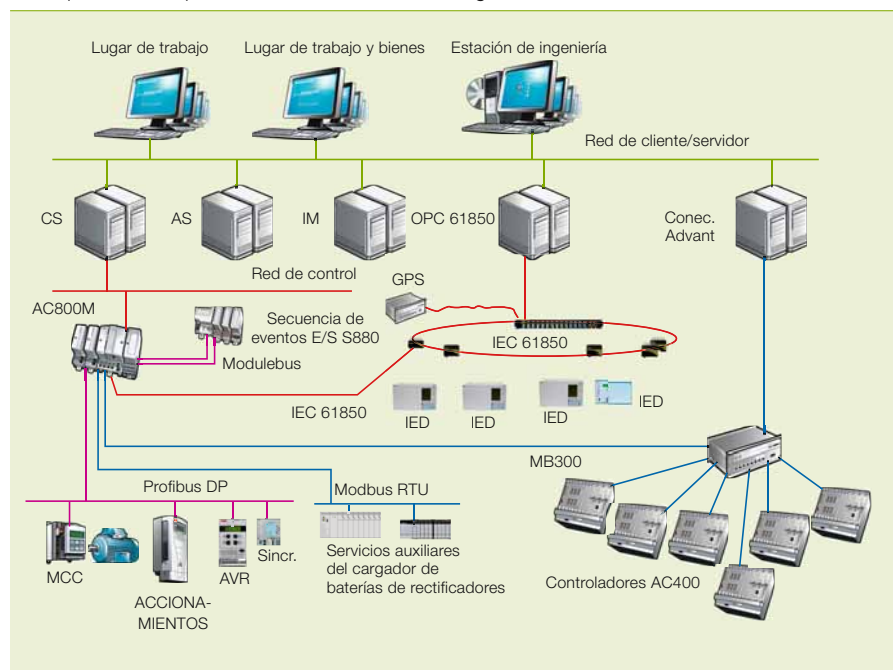 Lugar de trabajo
Lugar de trabajo y bienes
Estación de ingeniería
Red de cliente/servidor
CS
AS
IM
OPC 61850
Conec.
Advant
Red de control
GPS
AC800M
Secuencia de
eventos E/S S880
Modulebus
IEC 61850
IEC 61850
IED
IED
IED
IED
MB300
Profibus DP
Modbus RTU
MCC
ACCIONA-
MIENTOS
AVR
Sincr.
Servicios auxiliares
del cargador de
baterías de rectificadores
Controladores AC400